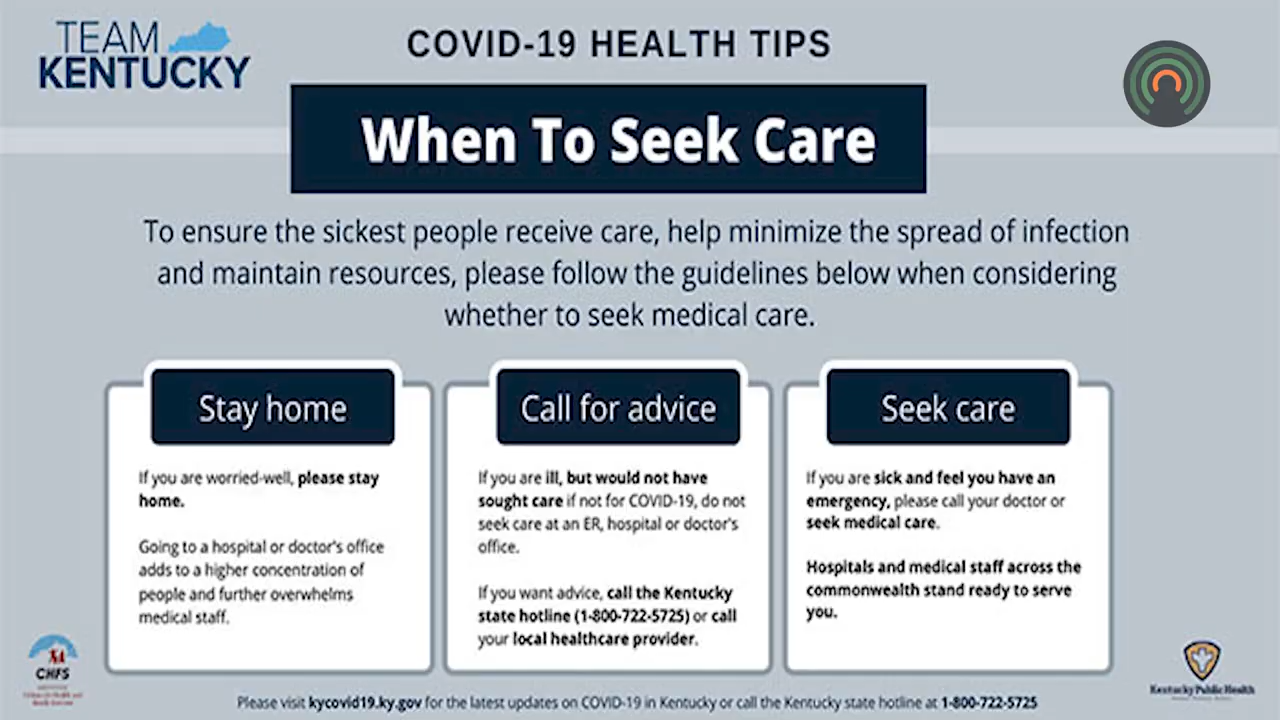 TEAM
KENTUCKY
COVID-19 HEALTH TIPS
When To Seek Care
To ensure the sickest people receive care, help minimize the spread of infection
and maintain resources, please follow the guidelines below when considering
whether to seek medical care.
Stay home
If you are worried-well, please stay
home.
Going to a hospital or doctor's office
adds to a higher concentration of
people and further overwhelms
medical staff.
Call for advice
If you are ill, but would not have
sought care if not for COVID-19, do not
seek care at an ER, hospital or doctor's
office.
If you want advice, call the Kentucky
state hotline (1-800-722-5725) or call
your local healthcare provider.
Seek care
If you are sick and feel you have an
emergency, please call your doctor or
seek medical care.
Hospitals and medical staff across the
commonwealth stand ready to serve
you.
CHFS
Kentucky Public Health
Please visit kycovid19.ky.gov for the latest updates on COVID-19 in Kentucky or call the Kentucky state hotline at 1-800-722-5725